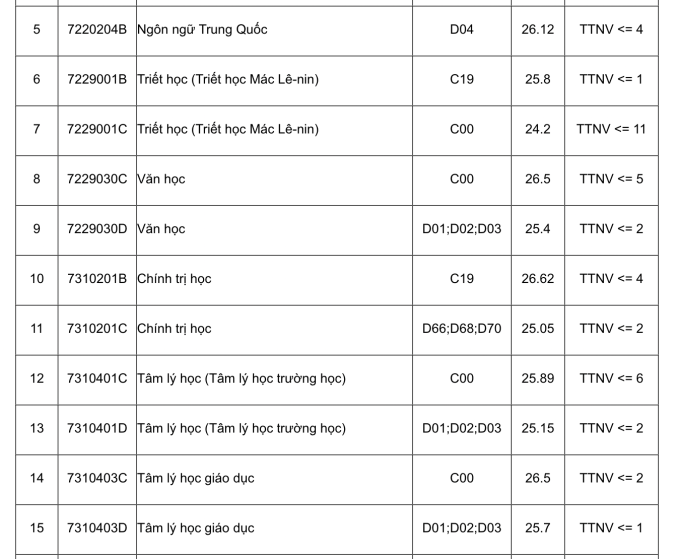 5 7220204B Ngôn ngữ Trung Quốc D04 26.12 TTNV <= 4
6 7229001B Triết học (Triết học Mác Lê-nin) C19 25.8 TTNV <= 1
7 7229001C Triết học (Triết học Mác Lê-nin) C00 24.2 TTNV <= 11
8 7229030C Văn học C00 26.5 TTNV <= 5
9 7229030D Văn học D01;D02;D03 25.4 TTNV <= 2
10 7310201B Chính trị học C19 26.62 TTNV <= 4
11 7310201C Chính trị học D66;D68;D70 25.05 TTNV <= 2
12 7310401C Tâm lý học (Tâm lý học trường học) C00 25.89 TTNV <= 6
13 7310401D Tâm lý học (Tâm lý học trường học) D01;D02;D03 25.15 TTNV <= 2
14 7310403C Tâm lý học giáo dục C00 26.5 TTNV <= 2
15 7310403D Tâm lý học giáo dục D01;D02;D03 25.7 TTNV <= 1